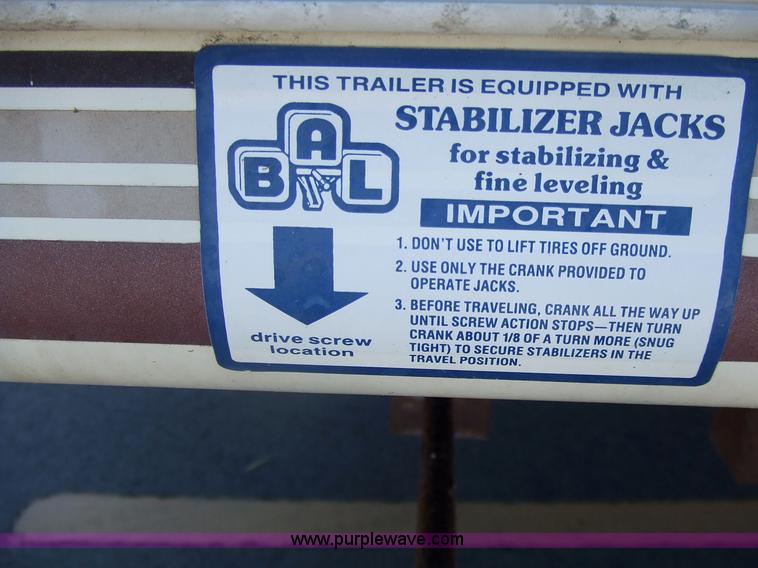 THIS TRAILER IS EQUIPPED WITH
BAL
STABILIZER JACKS
for stabilizing &
fine leveling
IMPORTANT
1. DON'T USE TO LIFT TIRES OFF GROUND.
2. USE ONLY THE CRANK PROVIDED TO
OPERATE JACKS.
3. BEFORE TRAVELING, CRANK ALL THE WAY UP
UNTIL SCREW ACTION STOPS—THEN TURN
CRANK ABOUT 1/8 OF A TURN MORE (SNUG
TIGHT) TO SECURE STABILIZERS IN THE
TRAVEL POSITION.
drive screw
location
www.purplewave.com